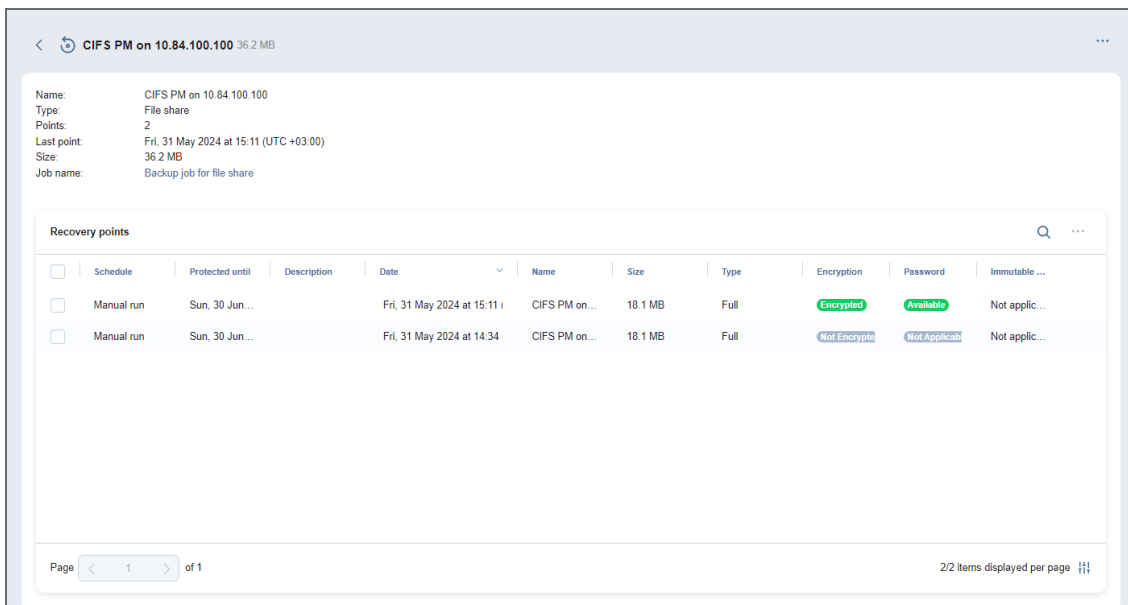 CIFS PM on 10.84.100.100 36.2 MB
Name: CIFS PM on 10.84.100.100
Type: File share
Points: 2
Last point: Fri, 31 May 2024 at 15:11 (UTC +03:00)
Size: 36.2 MB
Job name: Backup job for file share
Recovery points
Schedule Protected until Description Date Name Size Type Encryption Password Immutable ...
Manual run Sun, 30 Jun... Fri, 31 May 2024 at 15:11 ( CIFS PM on... 18.1 MB Full Encrypted Available Not applic...
Manual run Sun, 30 Jun... Fri, 31 May 2024 at 14:34 CIFS PM on... 18.1 MB Full Not Encrypte Not Applicab Not applic...
Page 1 of 1 2/2 items displayed per page